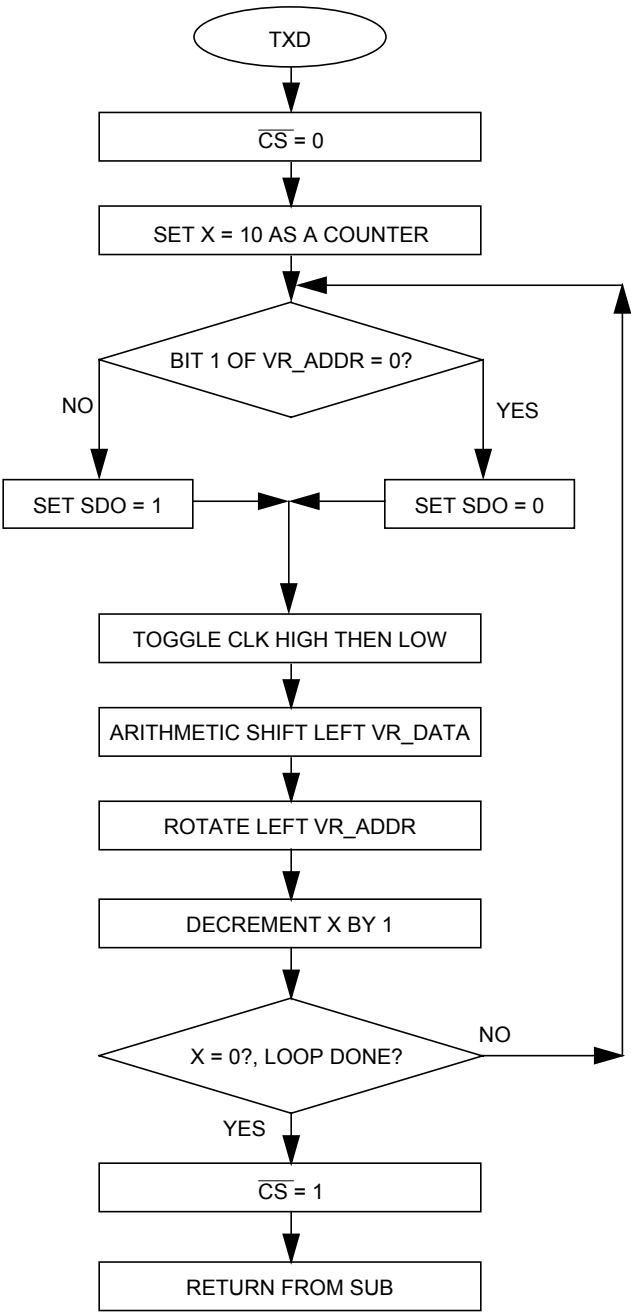 TXD
C̅S̅ = 0
SET X = 10 AS A COUNTER
BIT 1 OF VR_ADDR = 0?
NO
YES
SET SDO = 1
SET SDO = 0
TOGGLE CLK HIGH THEN LOW
ARITHMETIC SHIFT LEFT VR_DATA
ROTATE LEFT VR_ADDR
DECREMENT X BY 1
X = 0?, LOOP DONE?
NO
YES
C̅S̅ = 1
RETURN FROM SUB